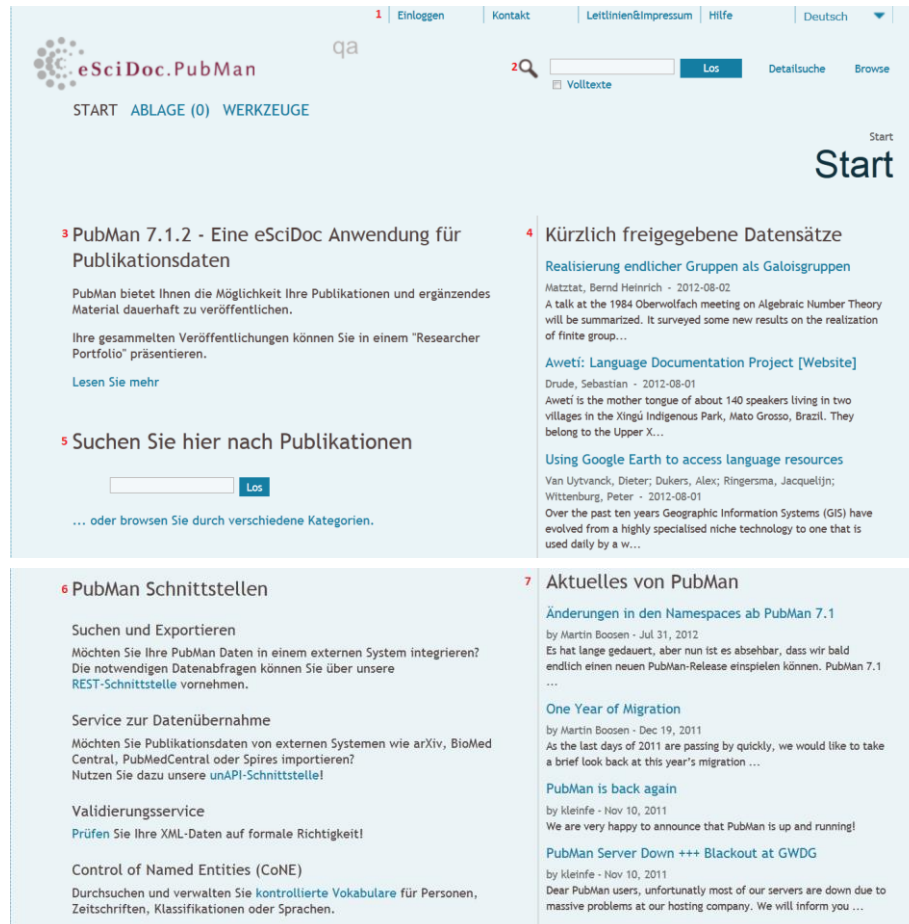 1 Einloggen Kontakt Leitlinien&Impressum Hilfe Deutsch
qa
eSciDoc.PubMan
2 Los Detailsuche Browse
Volltexte
START ABLAGE (0) WERKZEUGE
Start
Start
3 PubMan 7.1.2 - Eine eSciDoc Anwendung für
Publikationsdaten
PubMan bietet Ihnen die Möglichkeit Ihre Publikationen und ergänzendes
Material dauerhaft zu veröffentlichen.
Ihre gesammelten Veröffentlichungen können Sie in einem "Researcher
Portfolio" präsentieren.
Lesen Sie mehr
4 Kürzlich freigegebene Datensätze
Realisierung endlicher Gruppen als Galoisgruppen
Matztat, Bernd Heinrich - 2012-08-02
A talk at the 1984 Oberwolfach meeting on Algebraic Number Theory
will be summarized. It surveyed some new results on the realization
of finite group...
Awetí: Language Documentation Project [Website]
Drude, Sebastian - 2012-08-01
Awetí is the mother tongue of about 140 speakers living in two
villages in the Xingú Indigenous Park, Mato Grosso, Brazil. They
belong to the Upper X...
Using Google Earth to access language resources
Van Uytvanck, Dieter; Dukers, Alex; Ringersma, Jacquelijn;
Wittenburg, Peter - 2012-08-01
Over the past ten years Geographic Information Systems (GIS) have
evolved from a highly specialised niche technology to one that is
used daily by a w...
5 Suchen Sie hier nach Publikationen
Los
... oder browsen Sie durch verschiedene Kategorien.
6 PubMan Schnittstellen
Suchen und Exportieren
Möchten Sie Ihre PubMan Daten in einem externen System integrieren?
Die notwendigen Datenabfragen können Sie über unsere
REST-Schnittstelle vornehmen.
Service zur Datenübernahme
Möchten Sie Publikationsdaten von externen Systemen wie arXiv, BioMed
Central, PubMedCentral oder Spires importieren?
Nutzen Sie dazu unsere unAPI-Schnittstelle!
Validierungsservice
Prüfen Sie Ihre XML-Daten auf formale Richtigkeit!
Control of Named Entities (CoNE)
Durchsuchen und verwalten Sie kontrollierte Vokabulare für Personen,
Zeitschriften, Klassifikationen oder Sprachen.
7 Aktuelles von PubMan
Änderungen in den Namespaces ab PubMan 7.1
by Martin Boosen - Jul 31, 2012
Es hat lange gedauert, aber nun ist es absehbar, dass wir bald
endlich einen neuen PubMan-Release einspielen können. PubMan 7.1
...
One Year of Migration
by Martin Boosen - Dec 19, 2011
As the last days of 2011 are passing by quickly, we would like to take
a brief look back at this year's migration ...
PubMan is back again
by kleinfe - Nov 10, 2011
We are very happy to announce that PubMan is up and running!
PubMan Server Down +++ Blackout at GWDG
by kleinfe - Nov 10, 2011
Dear PubMan users, unfortunatly most of our servers are down due to
massive problems at our hosting company. We will inform you ...